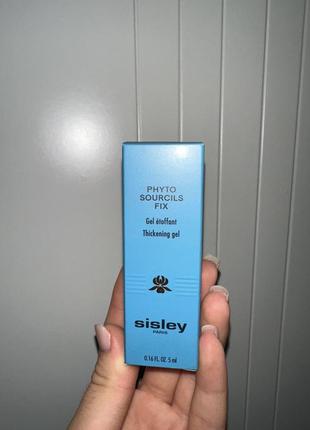 PHYTO
SOURCILS
FIX
Gel étoffant
Thickening gel
sisley
PARIS
0.16 FL. OZ. 5 ml